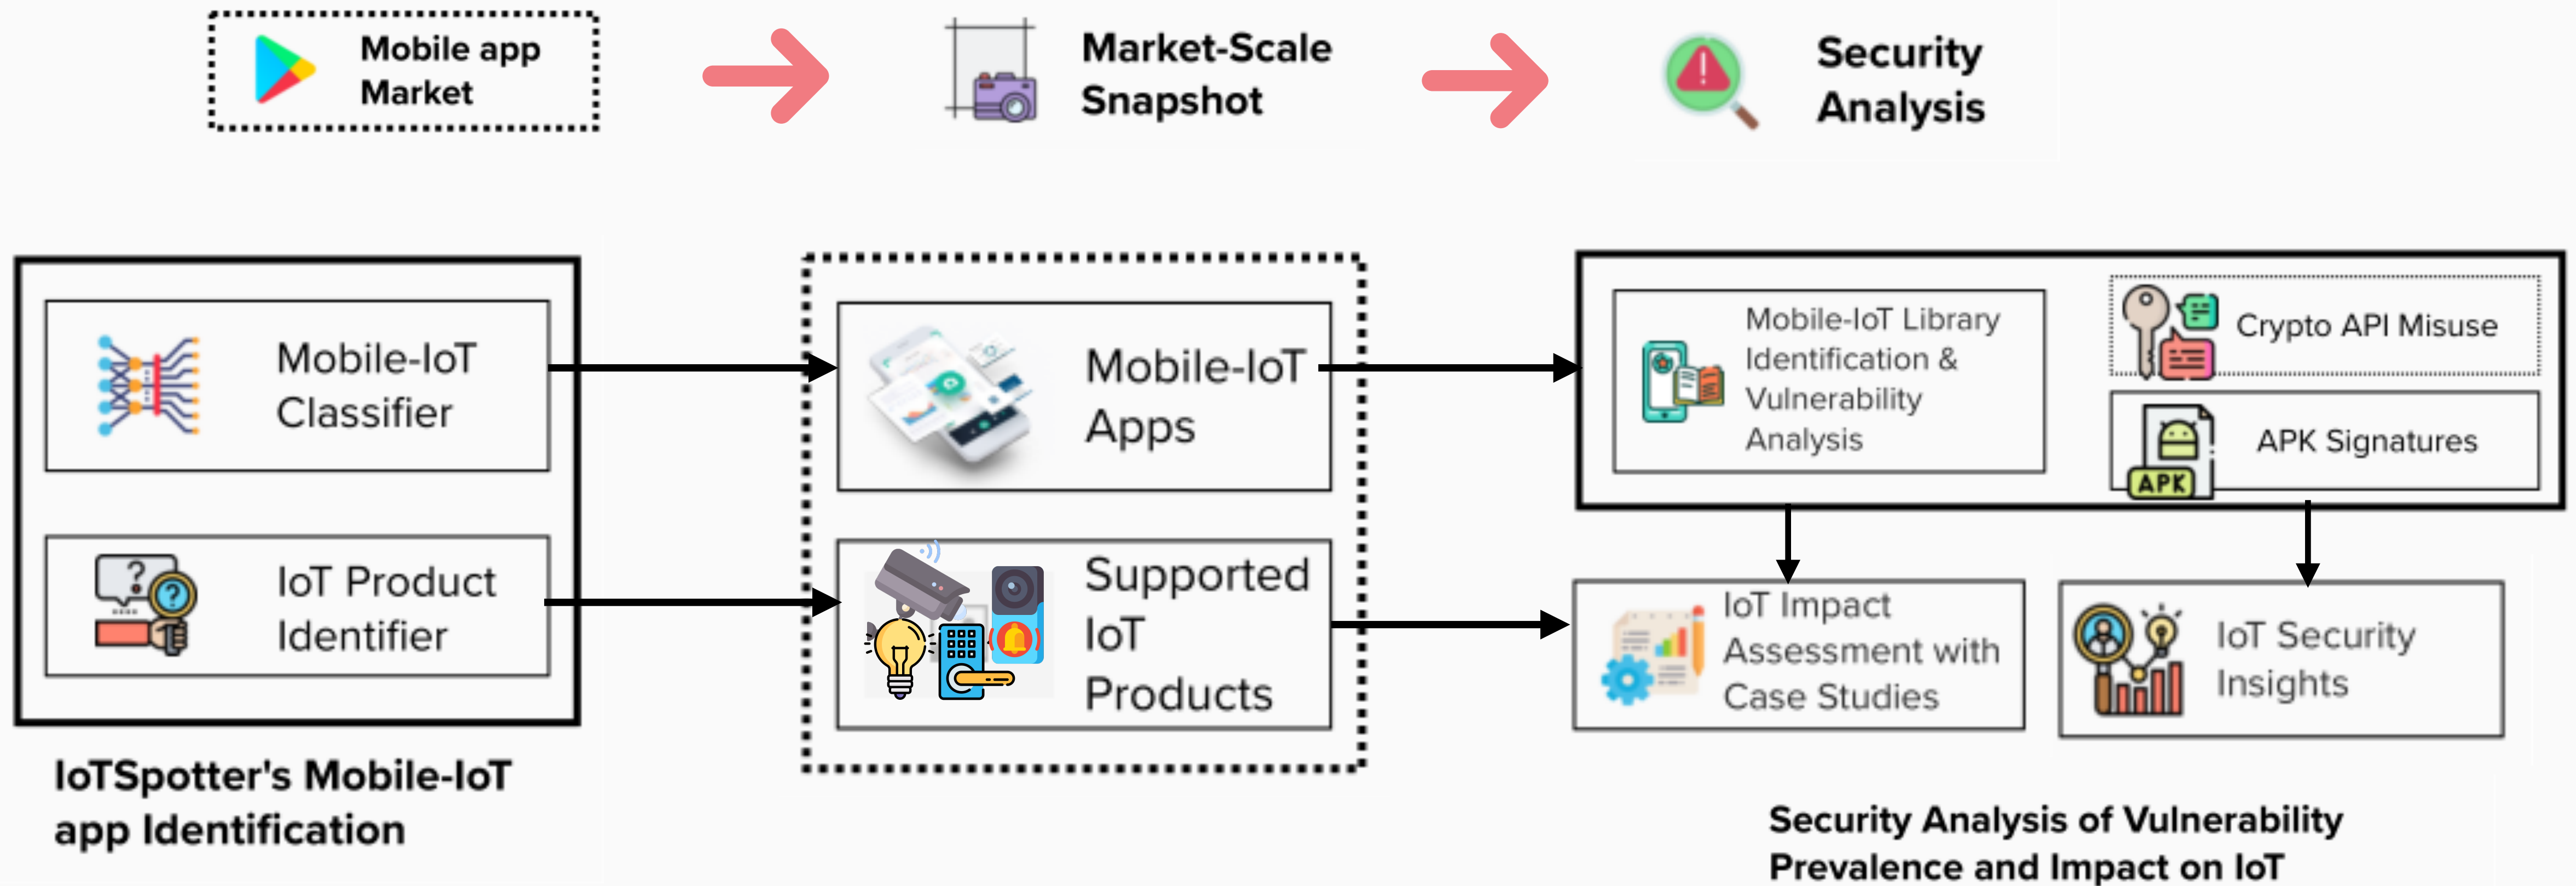 Mobile app
Market
Market-Scale
Snapshot
Security
Analysis
Mobile-IoT
Classifier
IoT Product
Identifier
IoTSpotter's Mobile-IoT
app Identification
Mobile-IoT
Apps
Supported
IoT
Products
Mobile-IoT Library
Identification &
Vulnerability
Analysis
Crypto API Misuse
APK
APK Signatures
IoT Impact
Assessment with
Case Studies
IoT Security
Insights
Security Analysis of Vulnerability
Prevalence and Impact on IoT